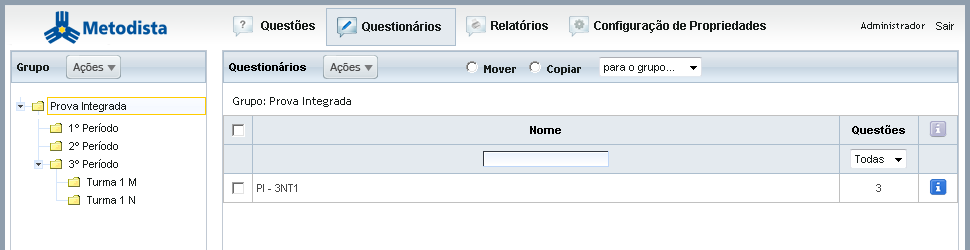 Metodista
Questões Questionários Relatórios Configuração de Propriedades Administrador Sair
Grupo Ações
Questionários Ações Mover Copiar para o grupo...
Prova Integrada
1º Período
2º Período
3º Período
Turma 1 M
Turma 1 N
Grupo: Prova Integrada
Nome Questões
Todas
PI - 3NT1 3